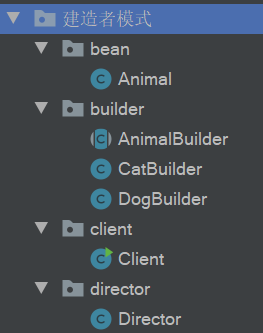 建造者模式
bean
Animal
builder
AnimalBuilder
CatBuilder
DogBuilder
client
Client
director
Director